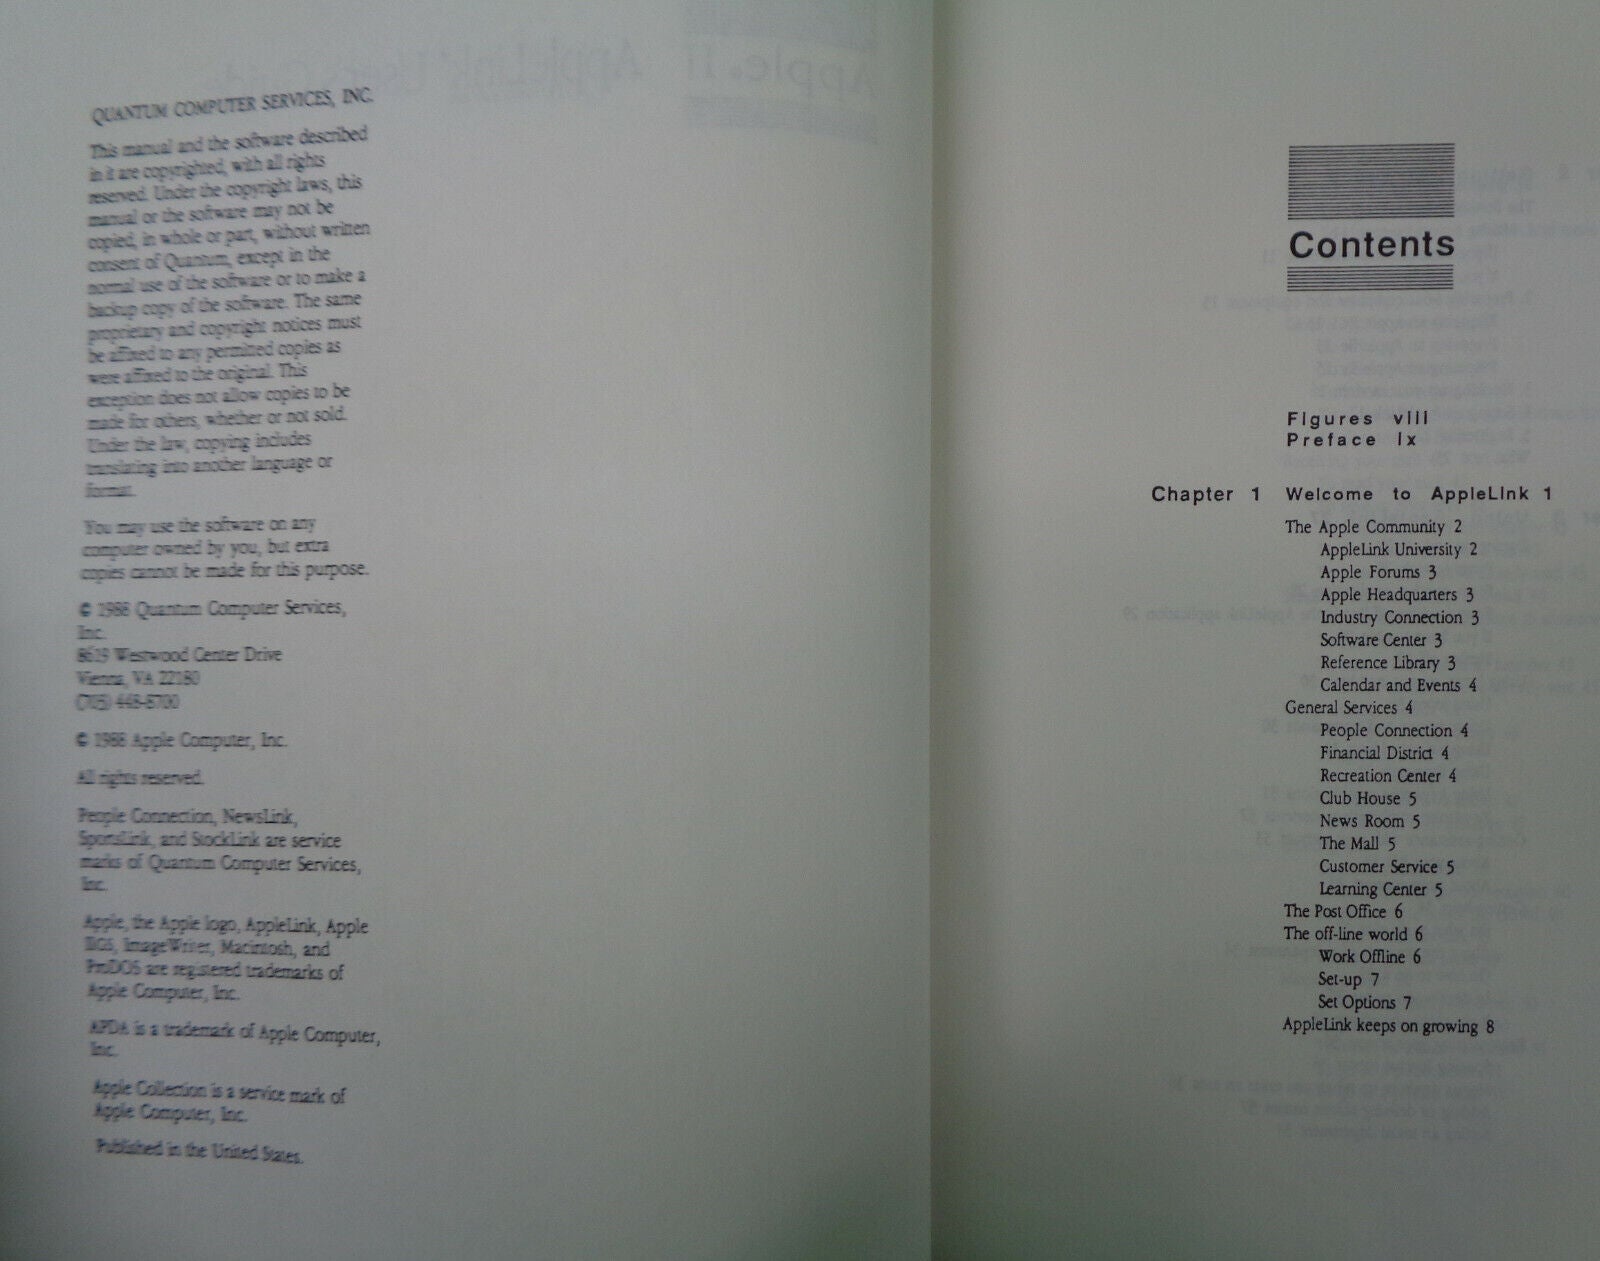 QUANTUM COMPUTER SERVICES, INC.
This manual and the software described
in it are copyrighted, with all rights
reserved. Under the copyright laws, this
manual or the software may not be
copied, in whole or part, without written
consent of Quantum, except in the
normal use of the software or to make a
backup copy of the software. The same
proprietary and copyright notices must
be affixed to any permitted copies as
were affixed to the original. This
exception does not allow copies to be
made for others, whether or not sold.
Under the law, copying includes
translating into another language or
format.
You may use the software on any
computer owned by you, but extra
copies cannot be made for this purpose.
© 1988 Quantum Computer Services,
Inc.
8619 Westwood Center Drive
Vienna, VA 22180
(703) 448-8700
© 1988 Apple Computer, Inc.
All rights reserved.
People Connection, NewsLink,
SportsLink, and StockLink are service
marks of Quantum Computer Services,
Inc.
Apple, the Apple logo, AppleLink, Apple
IIGS, ImageWriter, Macintosh, and
ProDOS are registered trademarks of
Apple Computer, Inc.
APDA is a trademark of Apple Computer,
Inc.
Apple Collection is a service mark of
Apple Computer, Inc.
Published in the United States.
Contents
Figures viii
Preface ix
Chapter 1 Welcome to AppleLink 1
The Apple Community 2
AppleLink University 2
Apple Forums 3
Apple Headquarters 3
Industry Connection 3
Software Center 3
Reference Library 3
Calendar and Events 4
General Services 4
People Connection 4
Financial District 4
Recreation Center 4
Club House 5
News Room 5
The Mall 5
Customer Service 5
Learning Center 5
The Post Office 6
The off-line world 6
Work Offline 6
Set-up 7
Set Options 7
AppleLink keeps on growing 8